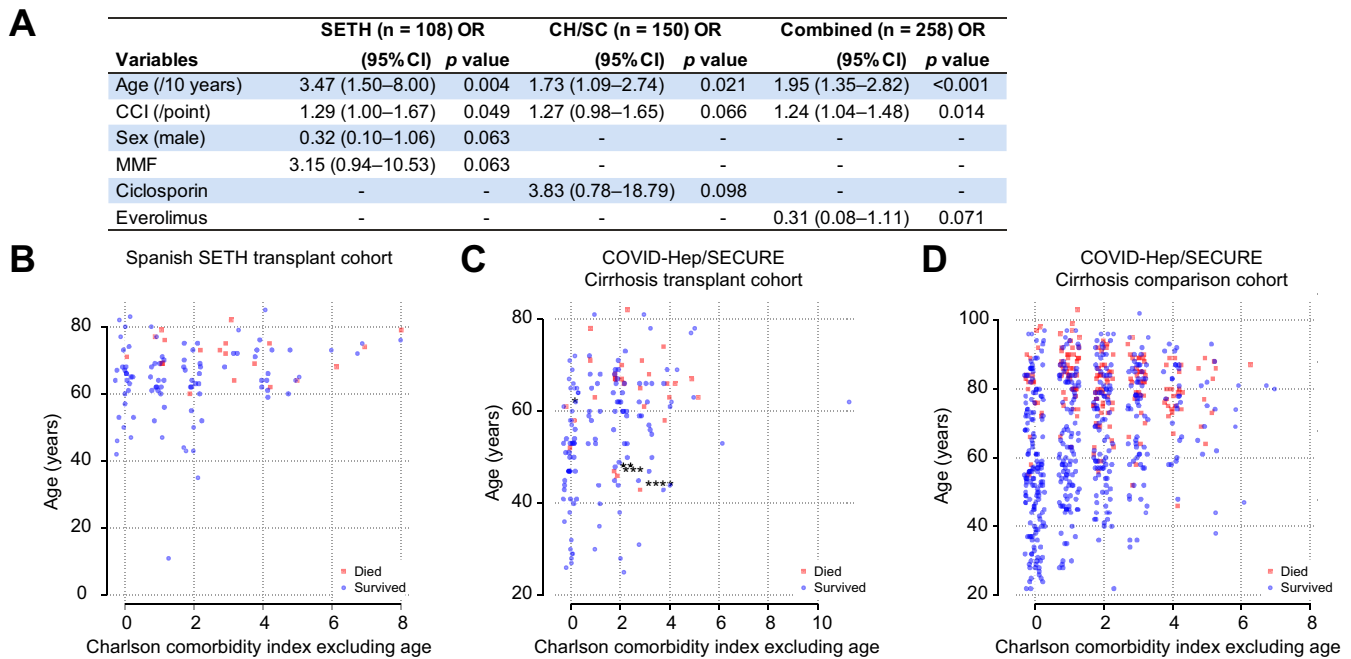 A
SETH (n = 108) OR CH/SC (n = 150) OR Combined (n = 258) OR
Variables (95% CI) p value (95% CI) p value (95% CI) p value
Age (/10 years) 3.47 (1.50–8.00) 0.004 1.73 (1.09–2.74) 0.021 1.95 (1.35–2.82) <0.001
CCI (/point) 1.29 (1.00–1.67) 0.049 1.27 (0.98–1.65) 0.066 1.24 (1.04–1.48) 0.014
Sex (male) 0.32 (0.10–1.06) 0.063 - - - -
MMF 3.15 (0.94–10.53) 0.063 - - - -
Ciclosporin - - 3.83 (0.78–18.79) 0.098 - -
Everolimus - - - - 0.31 (0.08–1.11) 0.071
B
Spanish SETH transplant cohort
Age (years)
80
60
40
20
0
Died
Survived
0 2 4 6 8
Charlson comorbidity index excluding age
C
COVID-Hep/SECURE
Cirrhosis transplant cohort
Age (years)
80
60
40
20
*
**
***
****
Died
Survived
0 2 4 6 8 10
Charlson comorbidity index excluding age
D
COVID-Hep/SECURE
Cirrhosis comparison cohort
Age (years)
100
80
60
40
20
Died
Survived
0 2 4 6 8
Charlson comorbidity index excluding age